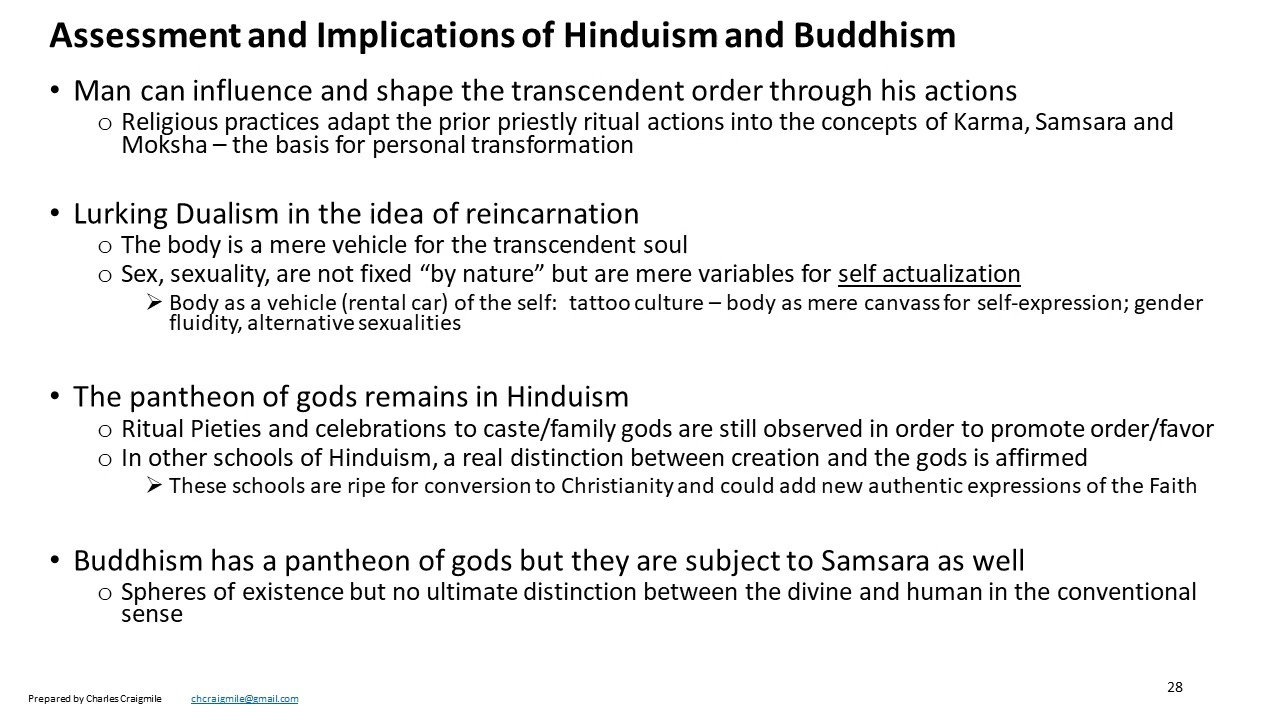 Assessment and Implications of Hinduism and Buddhism
• Man can influence and shape the transcendent order through his actions
o Religious practices adapt the prior priestly ritual actions into the concepts of Karma, Samsara and
Moksha – the basis for personal transformation
• Lurking Dualism in the idea of reincarnation
o The body is a mere vehicle for the transcendent soul
o Sex, sexuality, are not fixed “by nature” but are mere variables for self actualization
➢ Body as a vehicle (rental car) of the self:  tattoo culture – body as mere canvass for self-expression; gender
fluidity, alternative sexualities
• The pantheon of gods remains in Hinduism
o Ritual Pieties and celebrations to caste/family gods are still observed in order to promote order/favor
o In other schools of Hinduism, a real distinction between creation and the gods is affirmed
➢ These schools are ripe for conversion to Christianity and could add new authentic expressions of the Faith
• Buddhism has a pantheon of gods but they are subject to Samsara as well
o Spheres of existence but no ultimate distinction between the divine and human in the conventional
sense
28
Prepared by Charles Craigmile chcraigmile@gmail.com